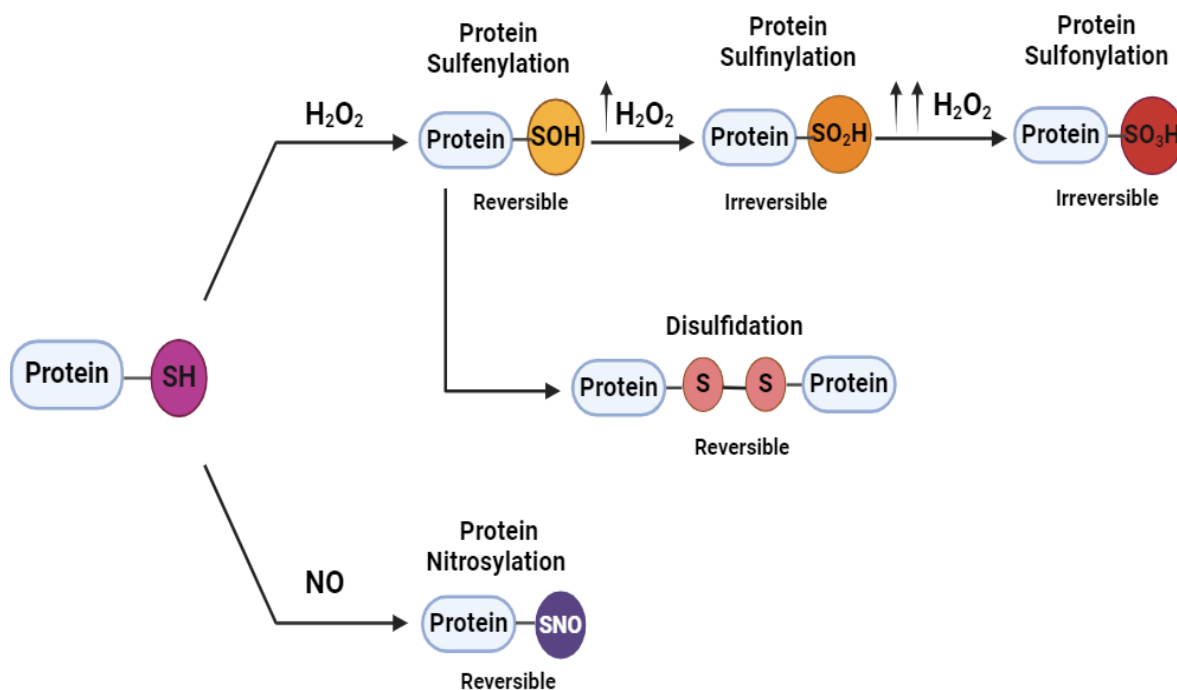 Protein
Sulfenylation
Protein
Sulfinylation
Protein
Sulfonylation
H₂O₂
Protein
SOH
H₂O₂
Protein
SO₂H
H₂O₂
Protein
SO₃H
Reversible
Irreversible
Irreversible
Disulfidation
Protein
SH
Protein
S
S
Protein
Reversible
Protein
Nitrosylation
NO
Protein
SNO
Reversible